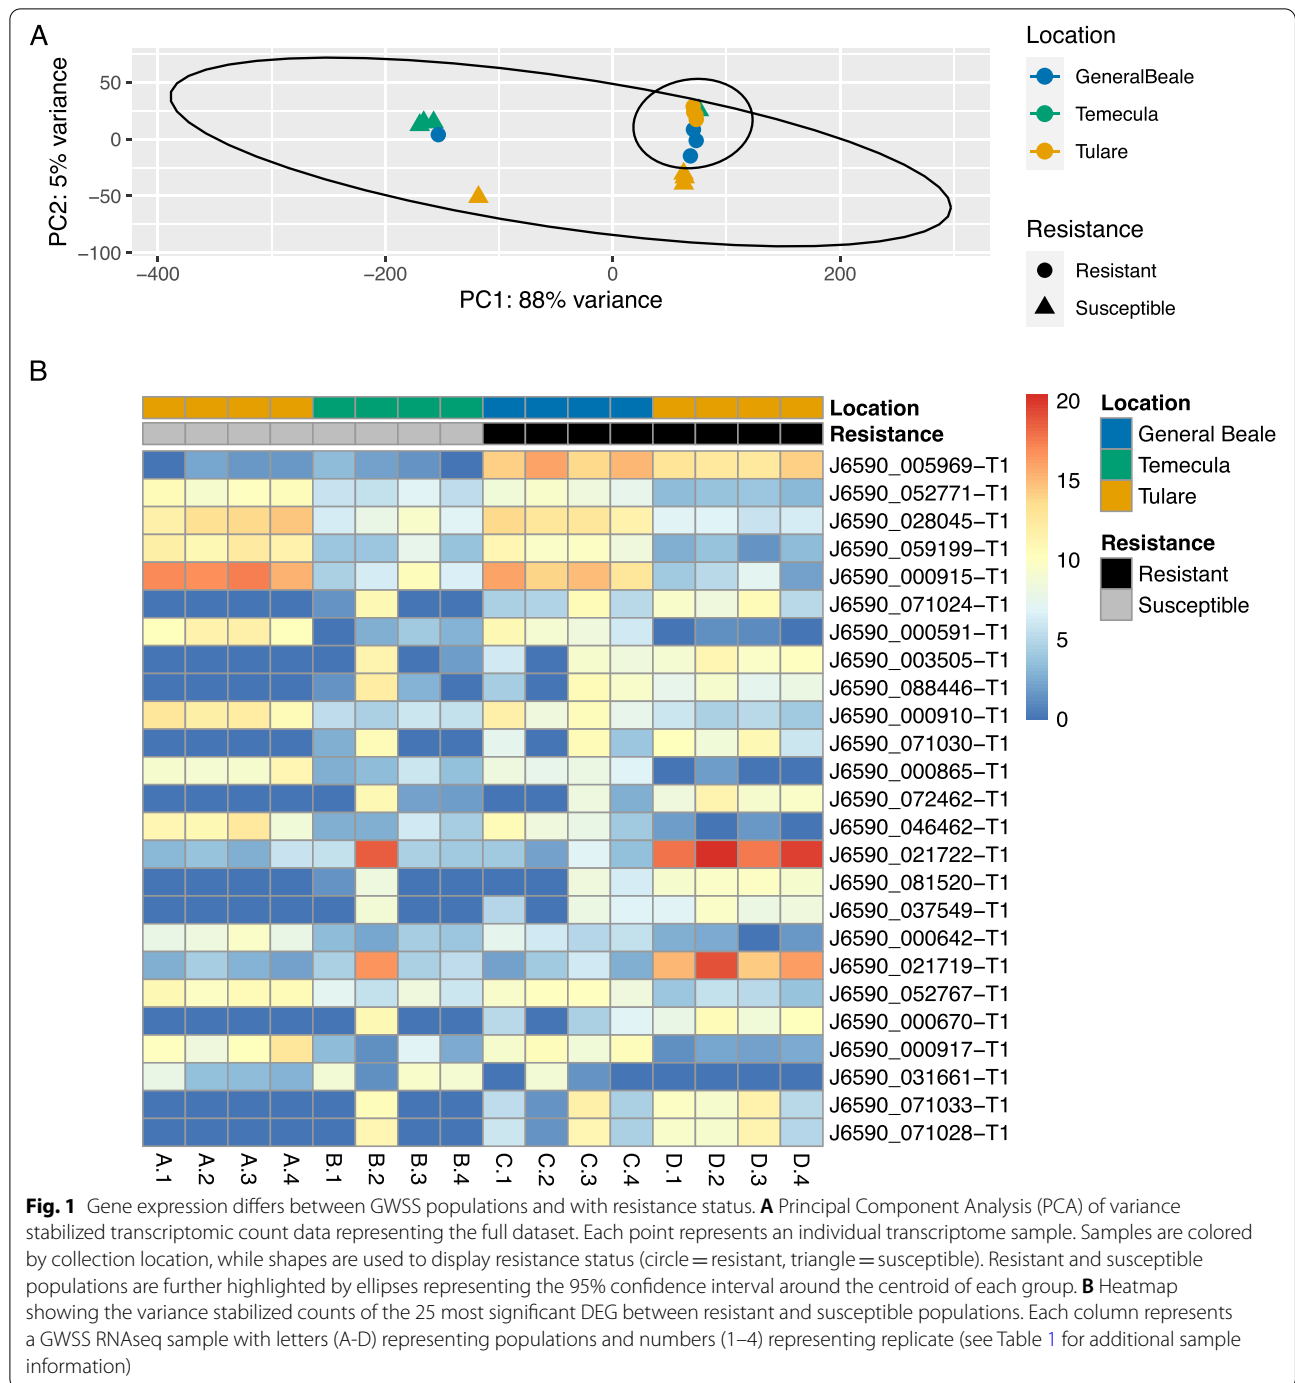 A
Location
GeneralBeale
Temecula
Tulare
Resistance
Resistant
Susceptible
PC2: 5% variance
50
0
−50
−100
−400
−200
0
200
PC1: 88% variance
B
Location
Resistance
J6590_005969−T1
J6590_052771−T1
J6590_028045−T1
J6590_059199−T1
J6590_000915−T1
J6590_071024−T1
J6590_000591−T1
J6590_003505−T1
J6590_088446−T1
J6590_000910−T1
J6590_071030−T1
J6590_000865−T1
J6590_072462−T1
J6590_046462−T1
J6590_021722−T1
J6590_081520−T1
J6590_037549−T1
J6590_000642−T1
J6590_021719−T1
J6590_052767−T1
J6590_000670−T1
J6590_000917−T1
J6590_031661−T1
J6590_071033−T1
J6590_071028−T1
A.1
A.2
A.3
A.4
B.1
B.2
B.3
B.4
C.1
C.2
C.3
C.4
D.1
D.2
D.3
D.4
20
15
10
5
0
Location
General Beale
Temecula
Tulare
Resistance
Resistant
Susceptible
Fig. 1 Gene expression differs between GWSS populations and with resistance status. A Principal Component Analysis (PCA) of variance
stabilized transcriptomic count data representing the full dataset. Each point represents an individual transcriptome sample. Samples are colored
by collection location, while shapes are used to display resistance status (circle = resistant, triangle = susceptible). Resistant and susceptible
populations are further highlighted by ellipses representing the 95% confidence interval around the centroid of each group. B Heatmap
showing the variance stabilized counts of the 25 most significant DEG between resistant and susceptible populations. Each column represents
a GWSS RNAseq sample with letters (A-D) representing populations and numbers (1–4) representing replicate (see Table 1 for additional sample
information)